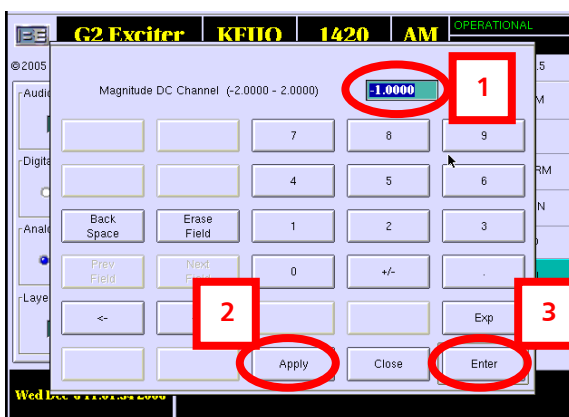 G2 Exciter KFUO 1420 AM OPERATIONAL
©2005 .5
Magnitude DC Channel (-2.0000 - 2.0000) -1.0000 1
7 8 9
4 5 6
Back Space Erase Field 1 2 3
Prev Field Next Field 0 +/- .
<- 2 Exp 3
Apply Close Enter